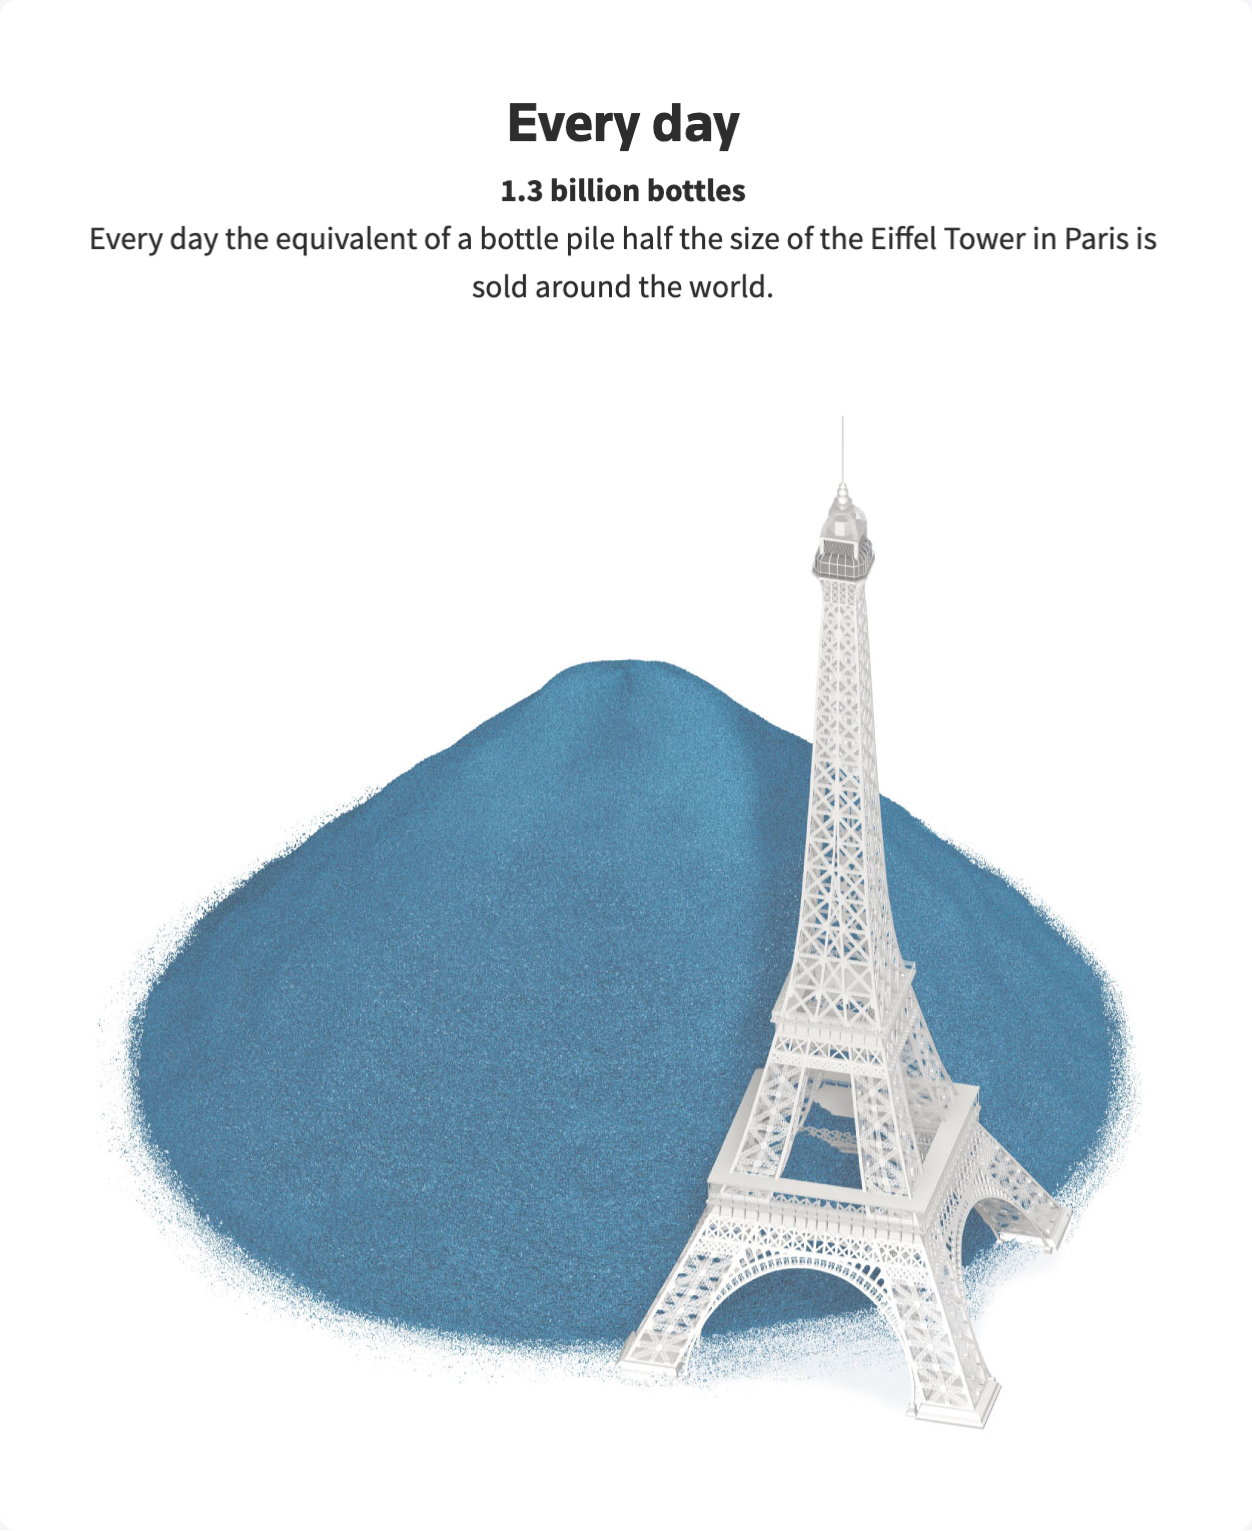 Every day
1.3 billion bottles
Every day the equivalent of a bottle pile half the size of the Eiffel Tower in Paris is
sold around the world.